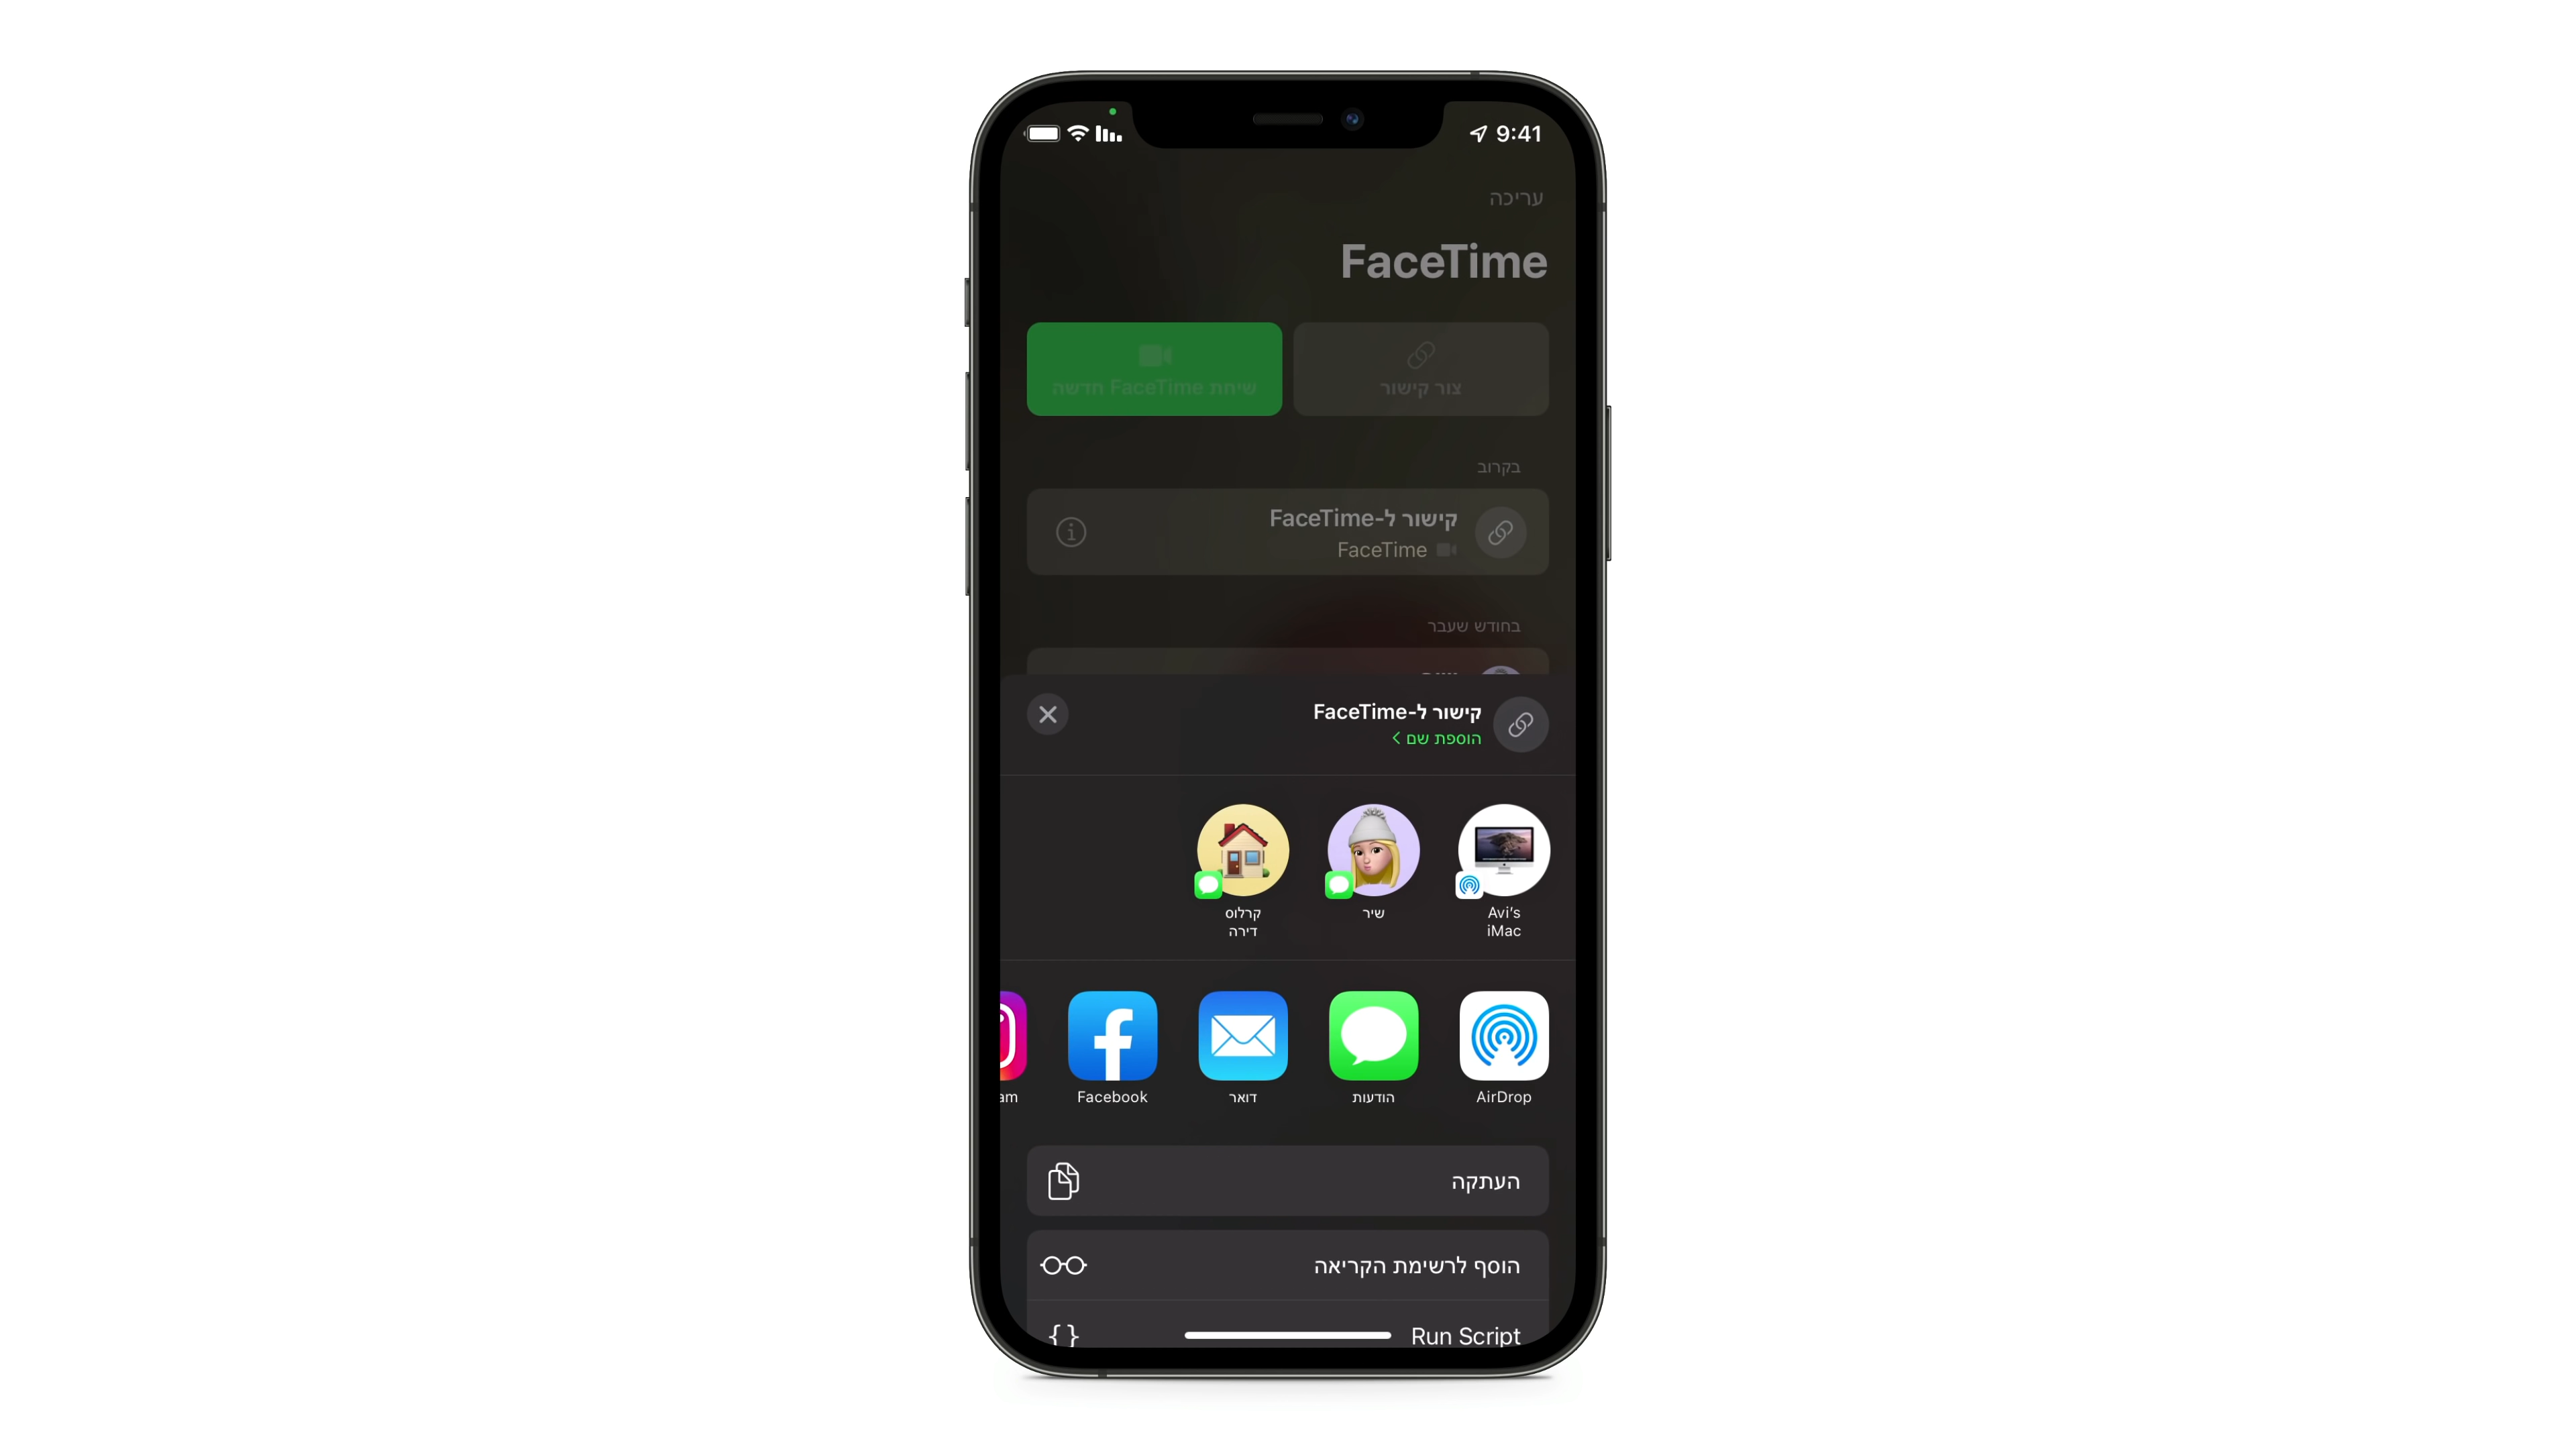 9:41
עריכה
FaceTime
צור קישור
שיחת FaceTime חדשה
בקרוב
קישור ל-FaceTime
FaceTime
בחודש שעבר
קישור ל-FaceTime
הוספת שם
Avi's
iMac
שיר
קרלוס
דירה
AirDrop
הודעות
דואר
Facebook
am
העתקה
הוסף לרשימת הקריאה
Run Script